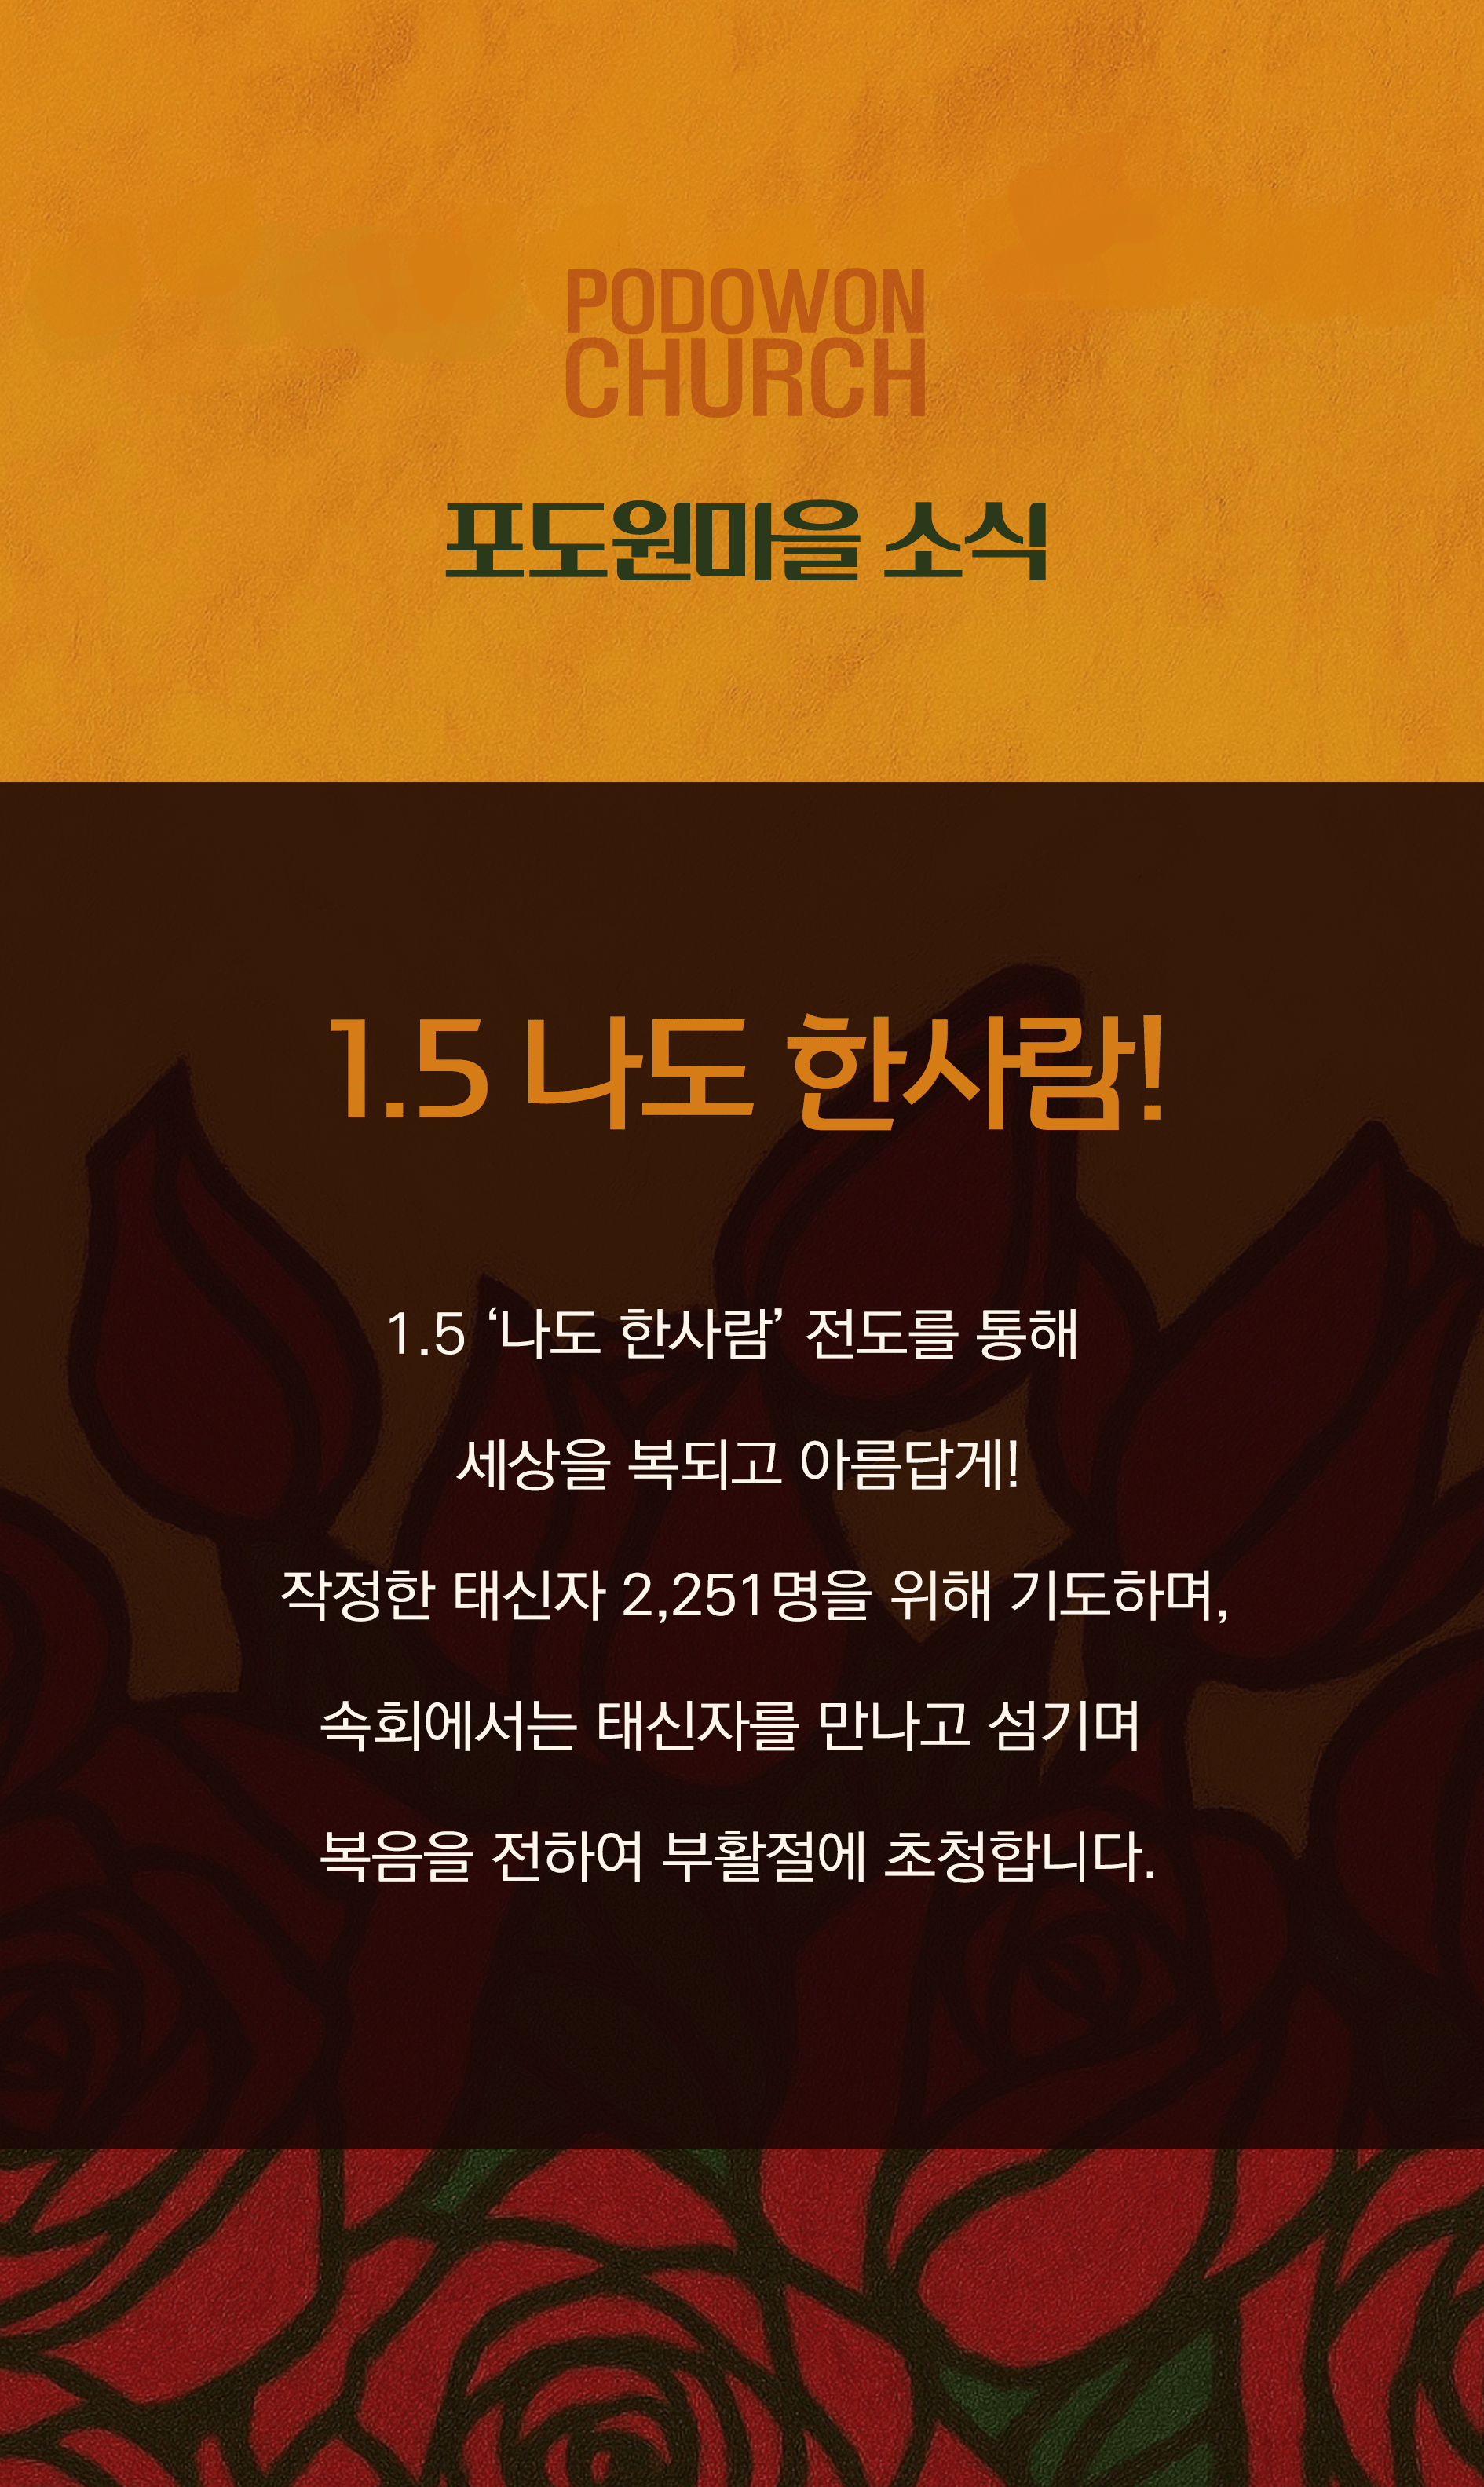 PODOWON
CHURCH
포도원마을 소식
1.5 나도 한사람!
1.5 ‘나도 한사람’ 전도를 통해
세상을 복되고 아름답게!
작정한 태신자 2,251명을 위해 기도하며,
속회에서는 태신자를 만나고 섬기며
복음을 전하여 부활절에 초청합니다.